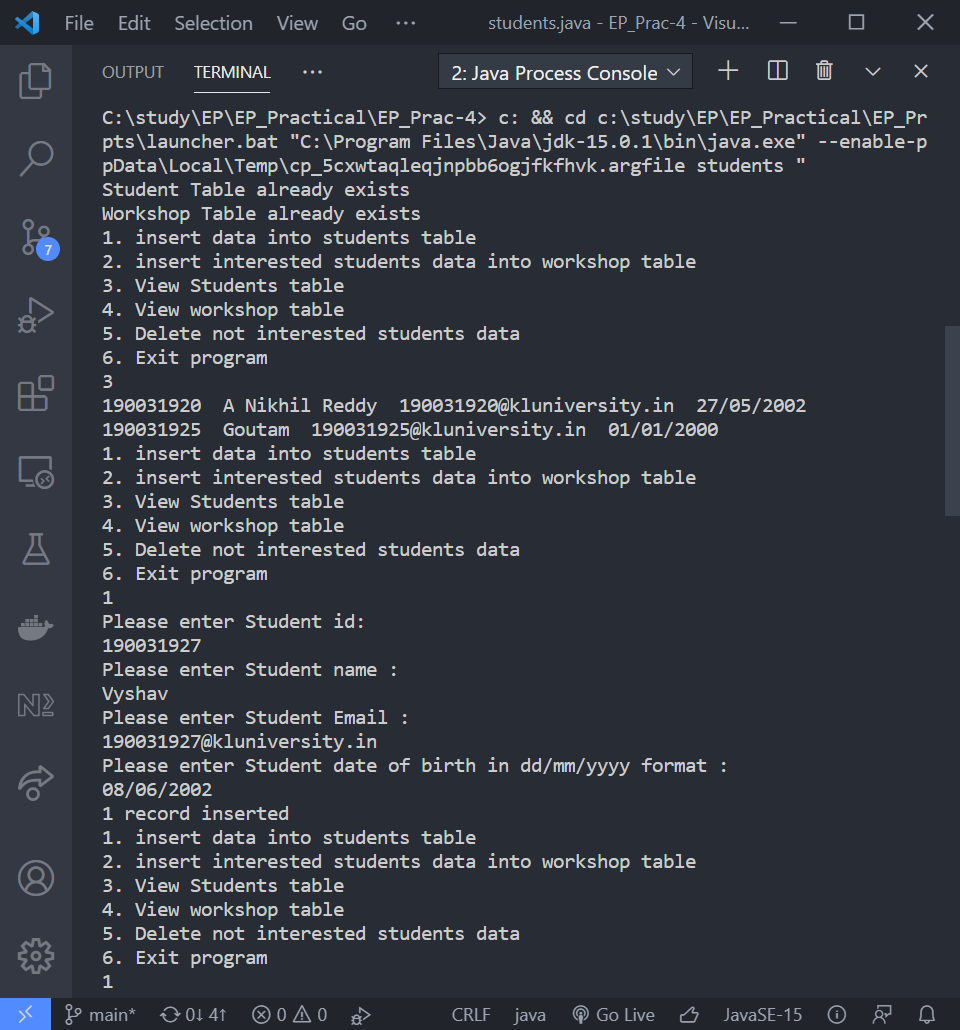 File Edit Selection View Go ··· students.java - EP_Prac-4 - Visu...
OUTPUT TERMINAL ··· 2: Java Process Console
C:\study\EP\EP_Practical\EP_Prac-4> c: && cd c:\study\EP\EP_Practical\EP_Pr
pts\launcher.bat "C:\Program Files\Java\jdk-15.0.1\bin\java.exe" --enable-p
pData\Local\Temp\cp_5cxwtaqleqjnpbb6ogjfkfhvk.argfile students "
Student Table already exists
Workshop Table already exists
1. insert data into students table
2. insert interested students data into workshop table
3. View Students table
4. View workshop table
5. Delete not interested students data
6. Exit program
3
190031920  A Nikhil Reddy  190031920@kluniversity.in  27/05/2002
190031925  Goutam  190031925@kluniversity.in  01/01/2000
1. insert data into students table
2. insert interested students data into workshop table
3. View Students table
4. View workshop table
5. Delete not interested students data
6. Exit program
1
Please enter Student id:
190031927
Please enter Student name :
Vyshav
Please enter Student Email :
190031927@kluniversity.in
Please enter Student date of birth in dd/mm/yyyy format :
08/06/2002
1 record inserted
1. insert data into students table
2. insert interested students data into workshop table
3. View Students table
4. View workshop table
5. Delete not interested students data
6. Exit program
1
7
N
main* 0↓ 4↑ 0 0 CRLF java Go Live JavaSE-15